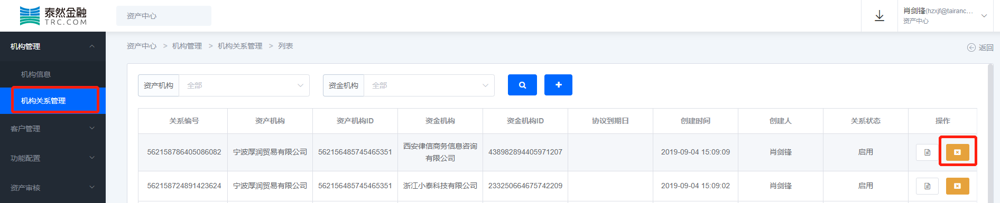 泰然金融
TRC.COM
资产中心
肖剑锋(hzxjf@tairanc...
资产中心
机构管理
机构信息
机构关系管理
客户管理
功能配置
资产审核
资产中心 > 机构管理 > 机构关系管理 > 列表
返回
资产机构 全部 资金机构 全部
关系编号 资产机构 资产机构ID 资金机构 资金机构ID 协议到期日 创建时间 创建人 关系状态 操作
562158786405086082 宁波厚润贸易有限公司 562156485745465351 西安律信商务信息咨询
有限公司 438982894405971207 2019-09-04 15:09:09 肖剑锋 启用
562158724891423624 宁波厚润贸易有限公司 562156485745465351 浙江小泰科技有限公司 233250664675742209 2019-09-04 15:09:02 肖剑锋 启用